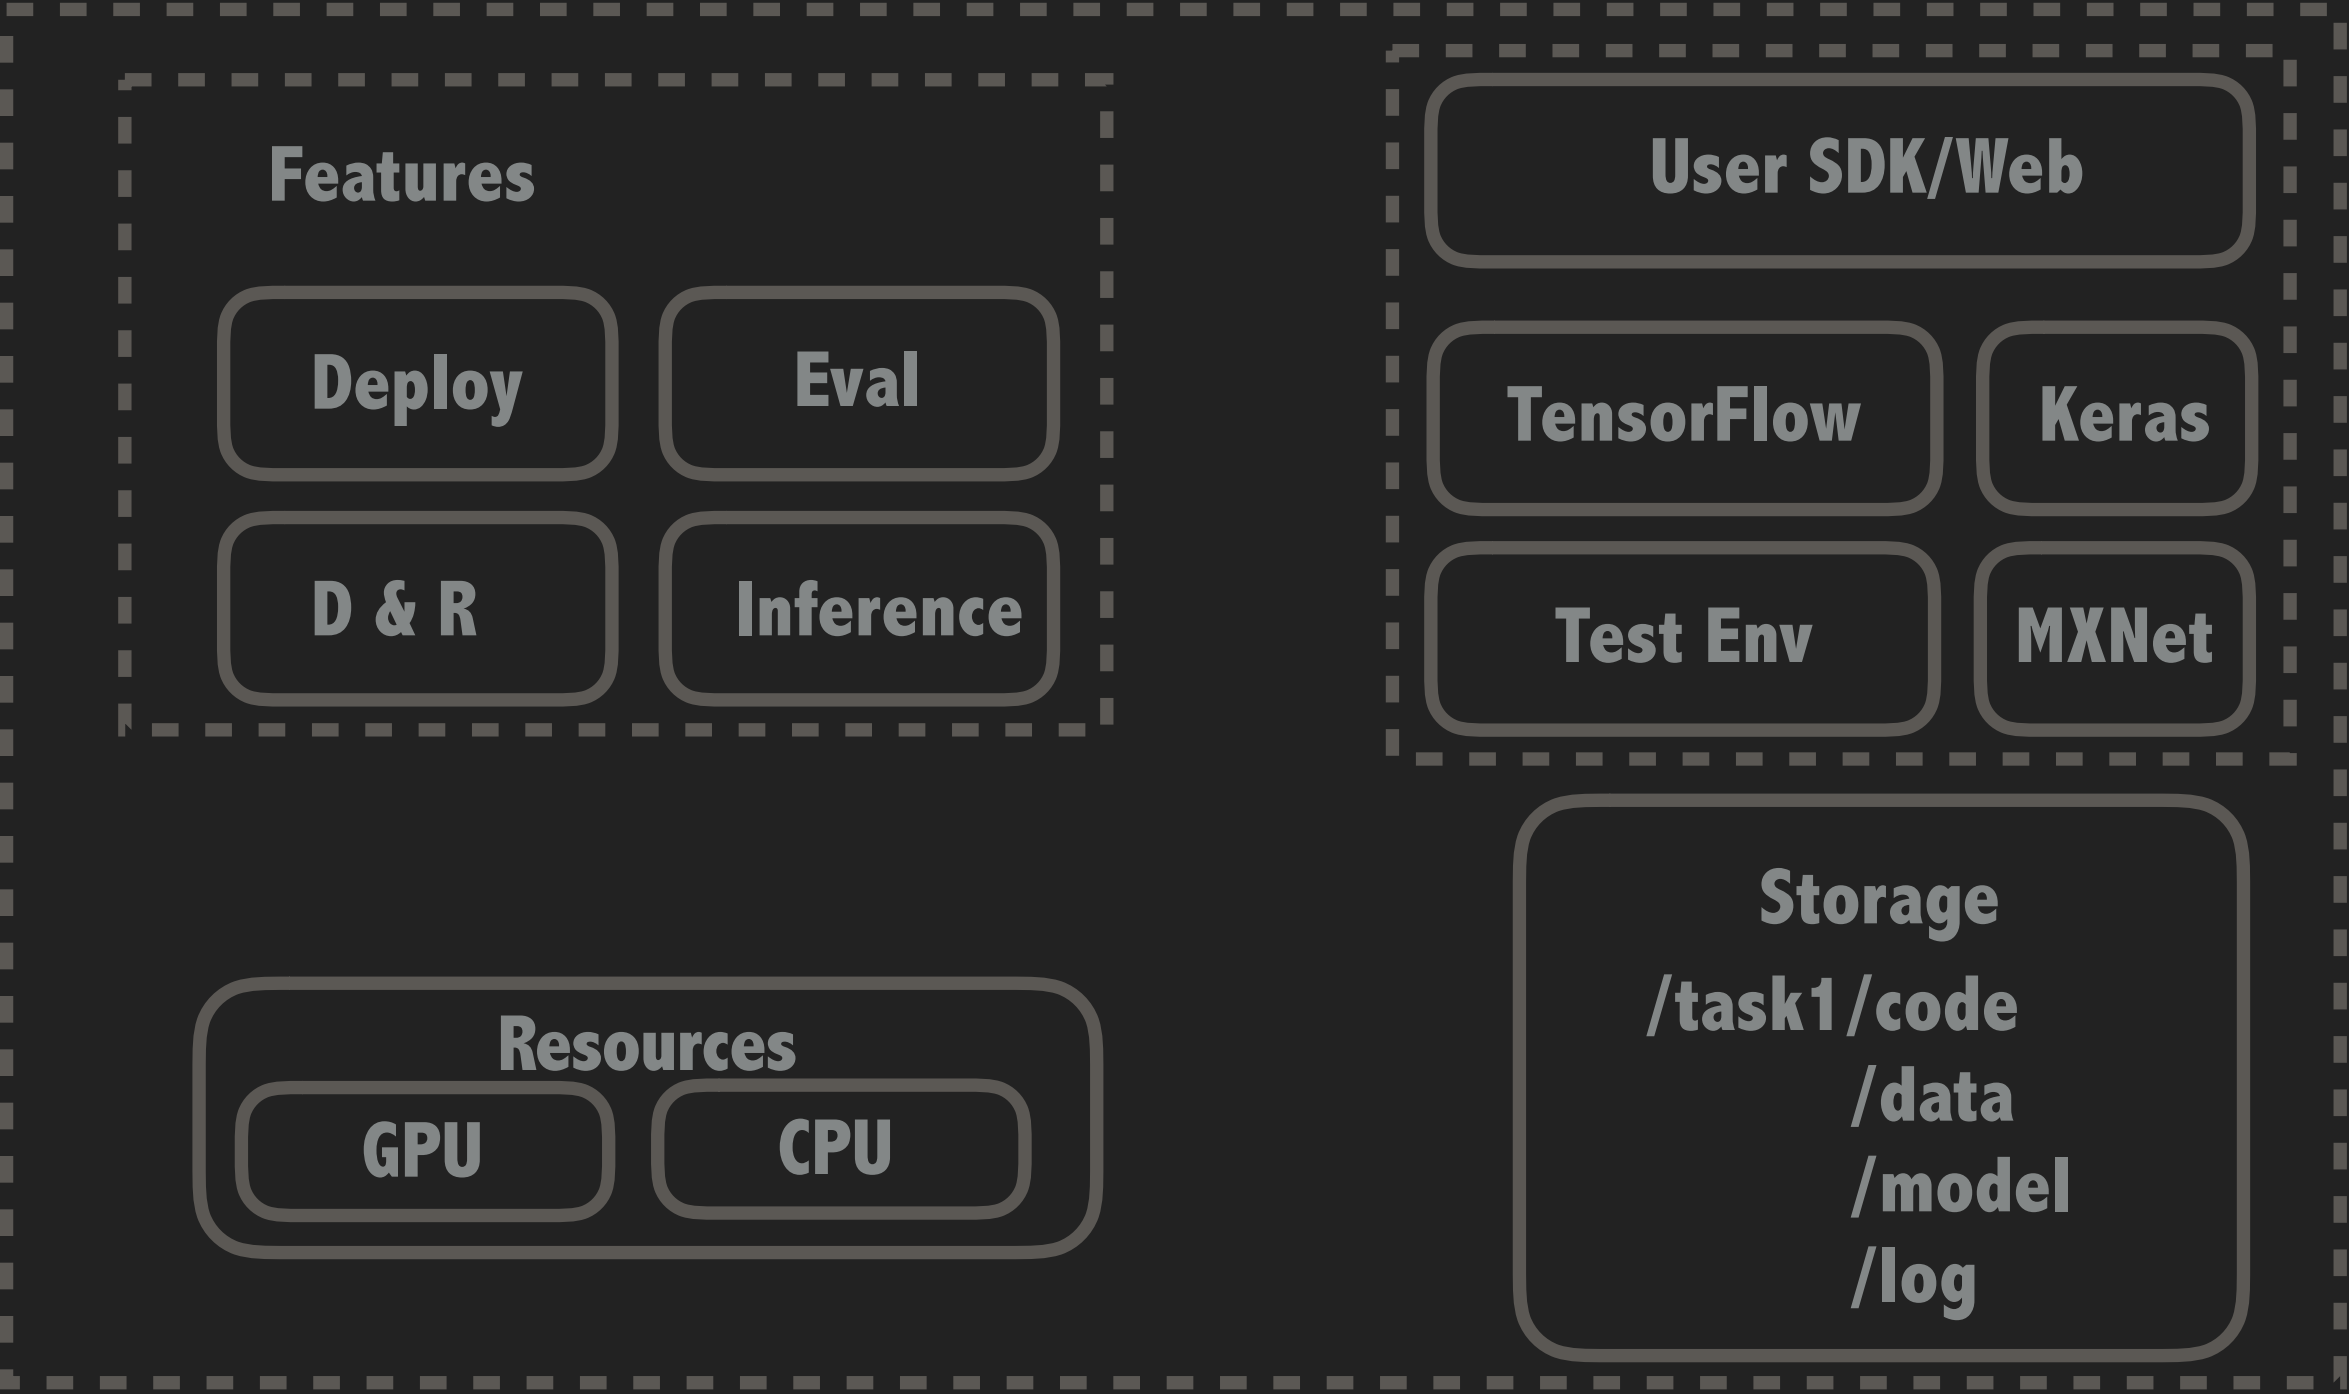 Features
Deploy
Eval
D & R
Inference
User SDK/Web
TensorFlow
Keras
Test Env
MXNet
Resources
GPU
CPU
Storage
/task1/code
/data
/model
/log